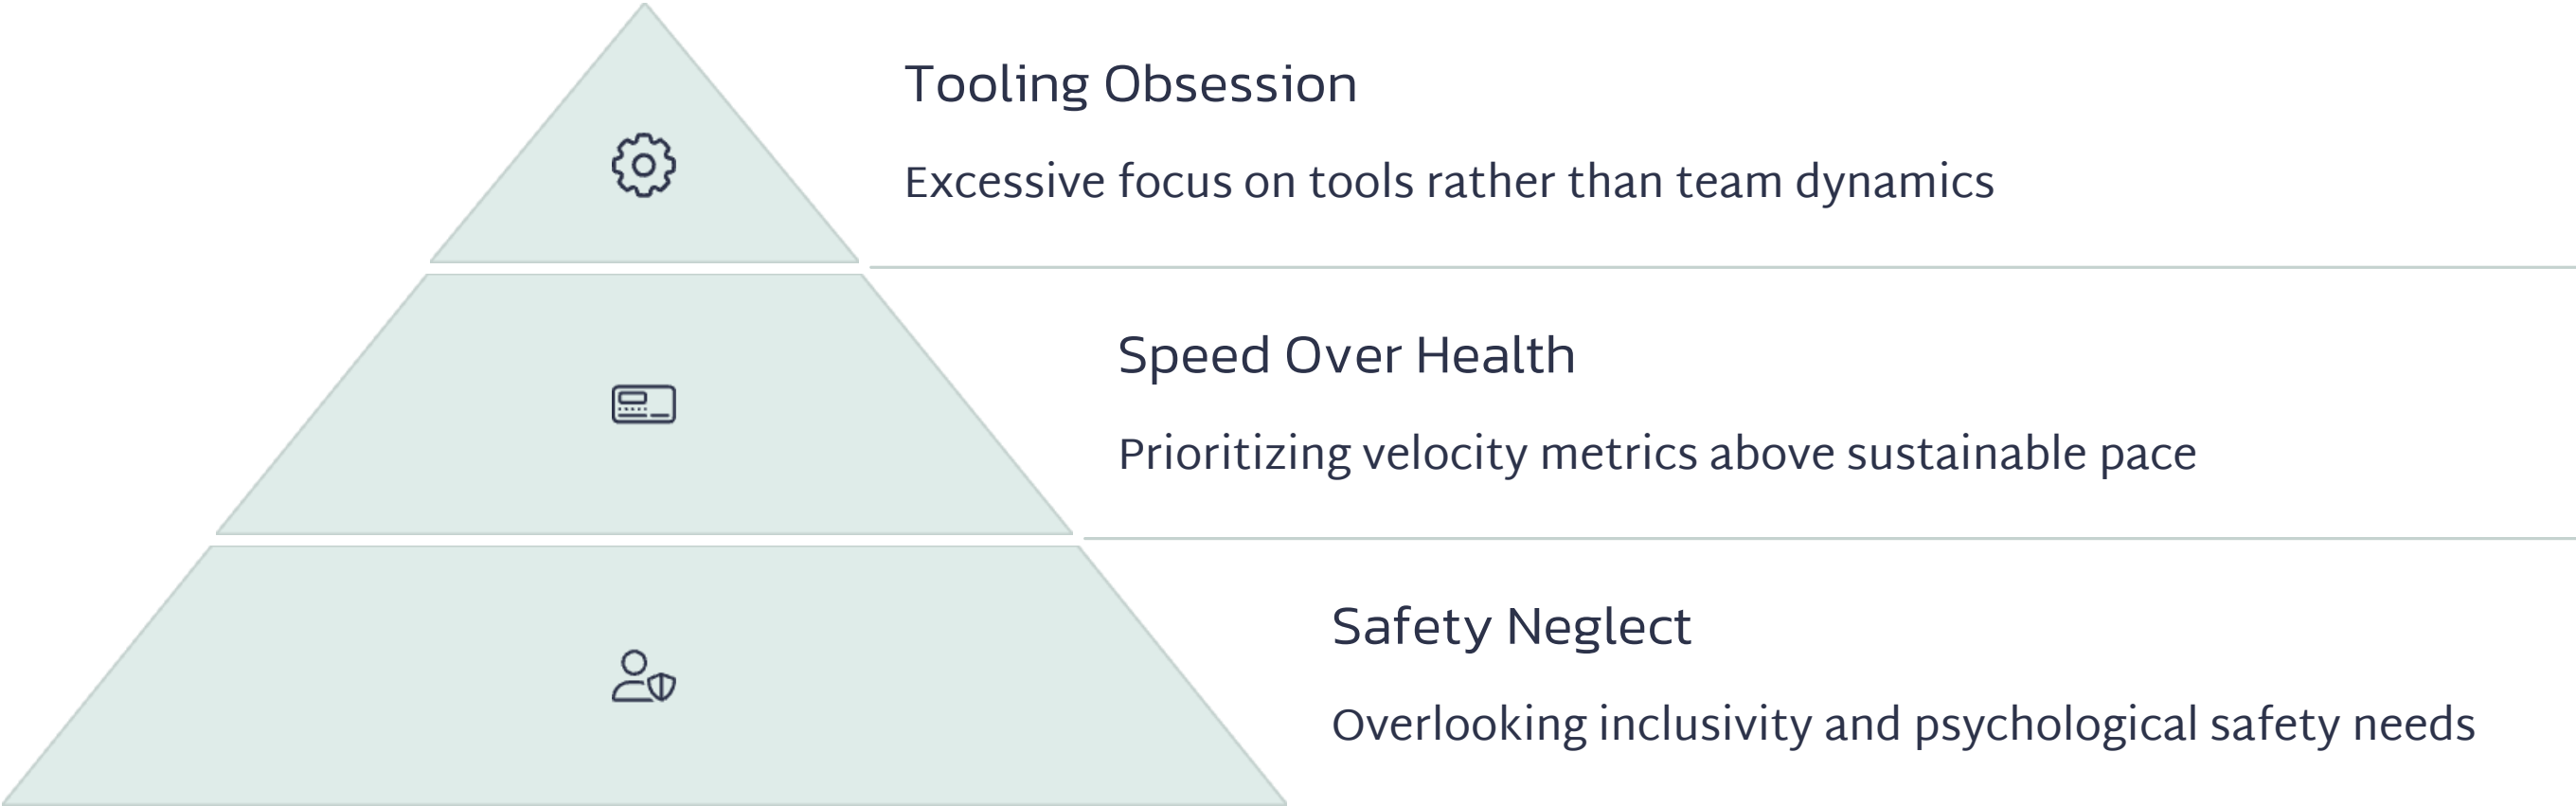 Tooling Obsession
Excessive focus on tools rather than team dynamics
Speed Over Health
Prioritizing velocity metrics above sustainable pace
Safety Neglect
Overlooking inclusivity and psychological safety needs